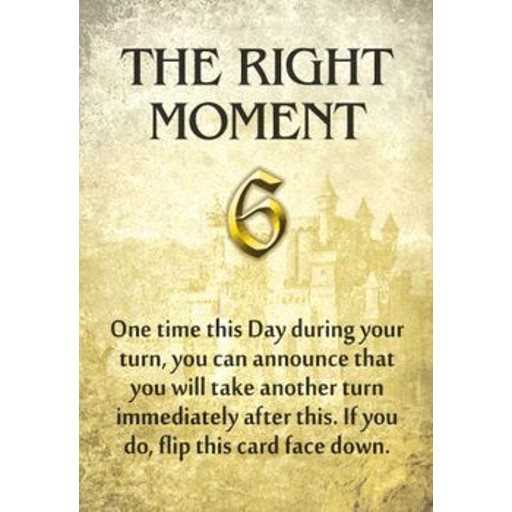 THE RIGHT
MOMENT
6
One time this Day during your
turn, you can announce that
you will take another turn
immediately after this. If you
do, flip this card face down.